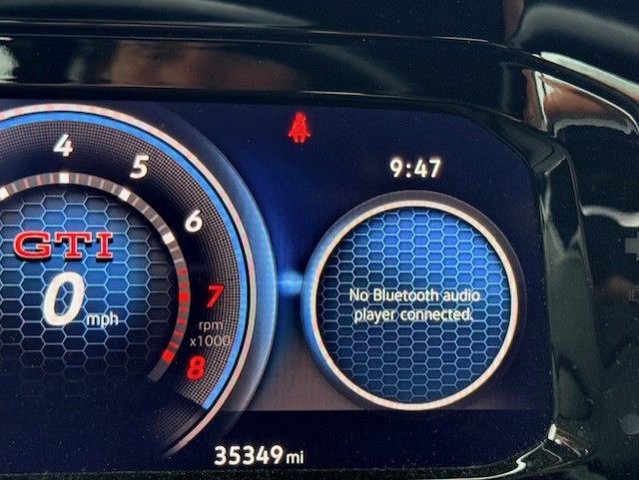 4
5
6
7
8
rpm
x1000
GTI
0 mph
9:47
No Bluetooth audio
player connected.
35349 mi